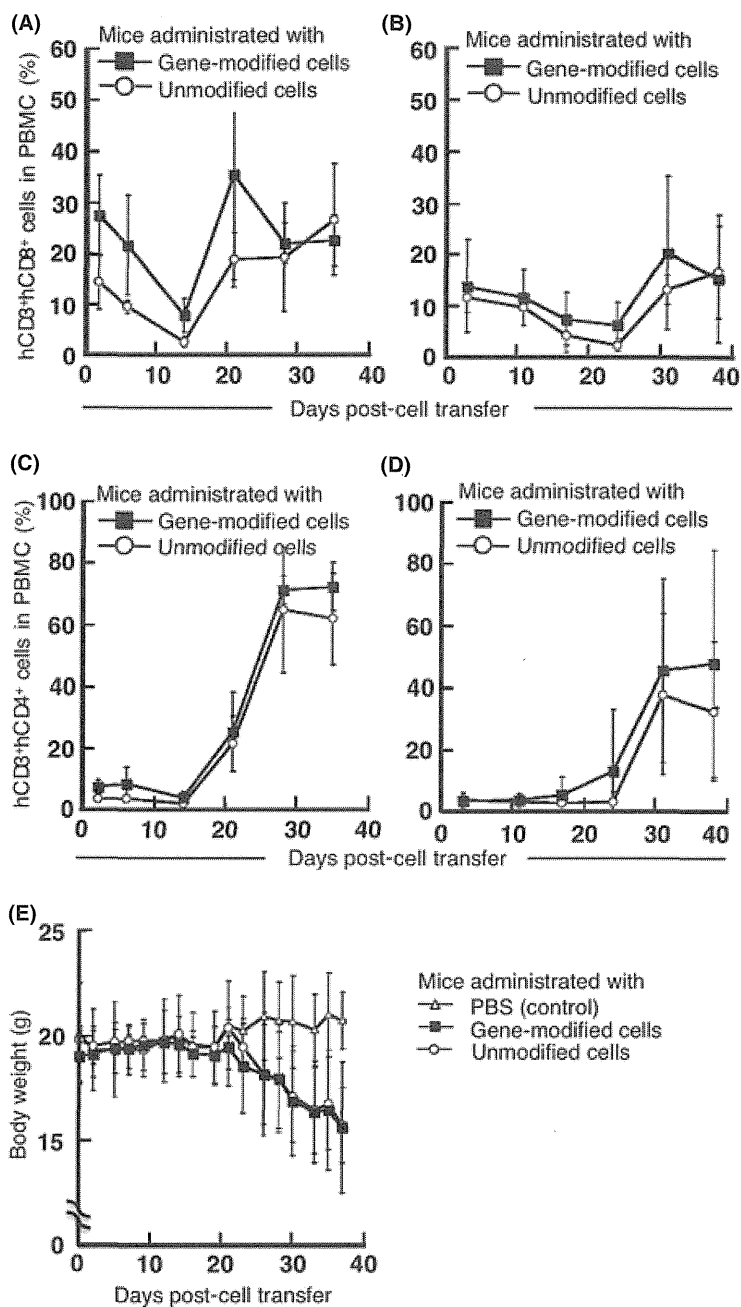 (A)
Mice administrated with
Gene-modified cells
Unmodified cells
hCD3+hCD8+ cells in PBMC (%)
60
50
40
30
20
10
0
0 10 20 30 40
(B)
Mice administrated with
Gene-modified cells
Unmodified cells
60
50
40
30
20
10
0
0 10 20 30 40
Days post-cell transfer
(C)
Mice administrated with
Gene-modified cells
Unmodified cells
hCD3+hCD4+ cells in PBMC (%)
100
80
60
40
20
0
0 10 20 30 40
(D)
Mice administrated with
Gene-modified cells
Unmodified cells
100
80
60
40
20
0
0 10 20 30 40
Days post-cell transfer
(E)
Body weight (g)
25
20
15
0
0 10 20 30 40
Days post-cell transfer
Mice administrated with
PBS (control)
Gene-modified cells
Unmodified cells